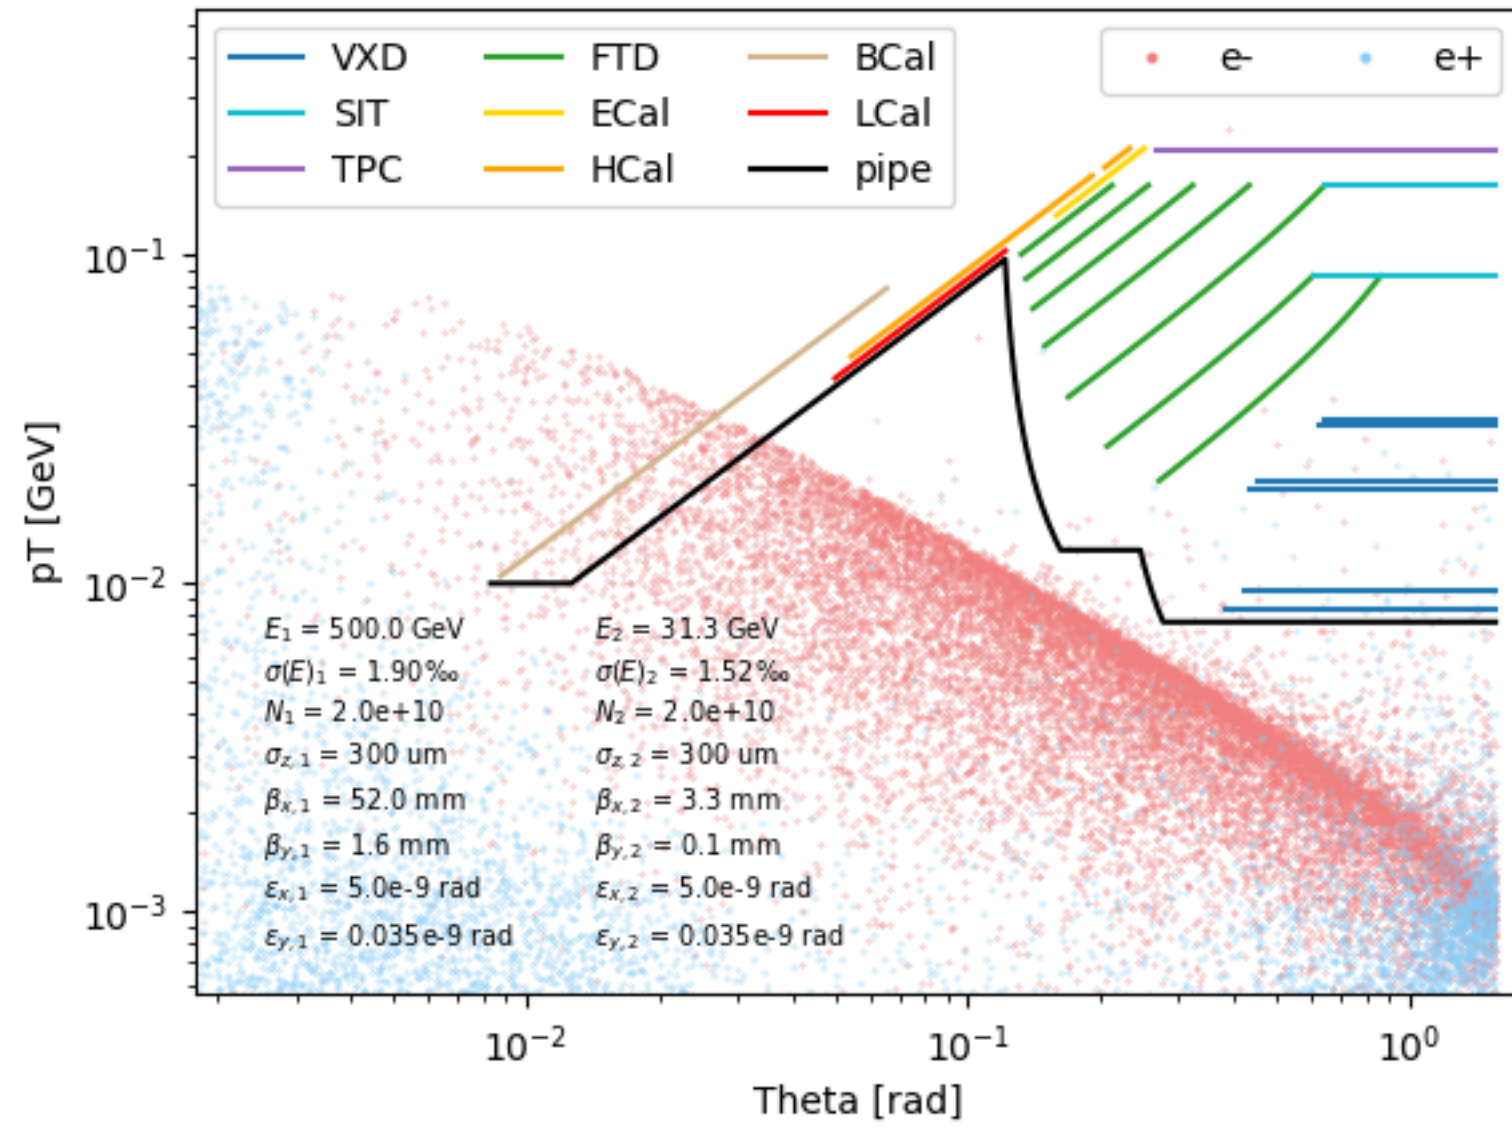 VXD FTD BCal e- e+
SIT ECal LCal
TPC HCal pipe
10⁻¹
pT [GeV]
10⁻²
E₁ = 500.0 GeV E₂ = 31.3 GeV
σ(E)₁ = 1.90‰ σ(E)₂ = 1.52‰
N₁ = 2.0e+10 N₂ = 2.0e+10
σz,1 = 300 um σz,2 = 300 um
βx,1 = 52.0 mm βx,2 = 3.3 mm
βy,1 = 1.6 mm βy,2 = 0.1 mm
εx,1 = 5.0e-9 rad εx,2 = 5.0e-9 rad
10⁻³
εy,1 = 0.035e-9 rad εy,2 = 0.035e-9 rad
10⁻² 10⁻¹ 10⁰
Theta [rad]